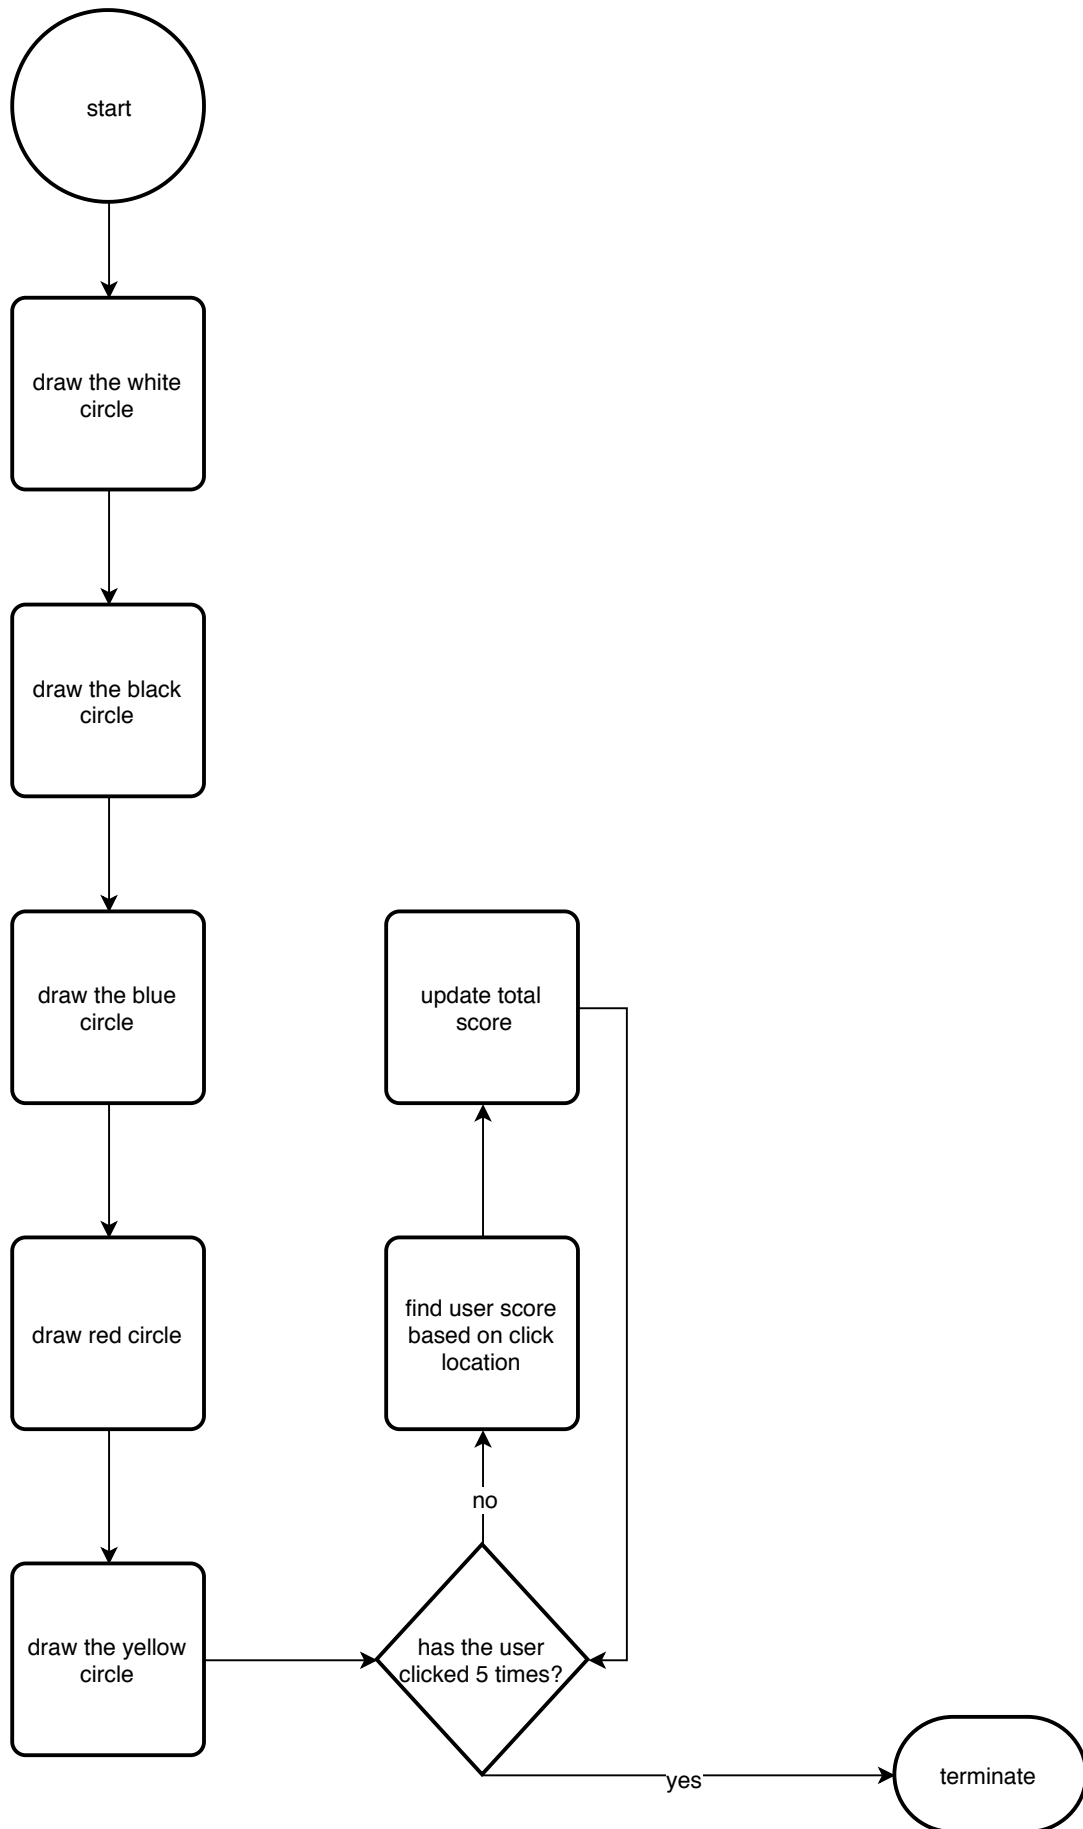 start
draw the white
circle
draw the black
circle
draw the blue
circle
update total
score
draw red circle
find user score
based on click
location
no
draw the yellow
circle
has the user
clicked 5 times?
yes
terminate